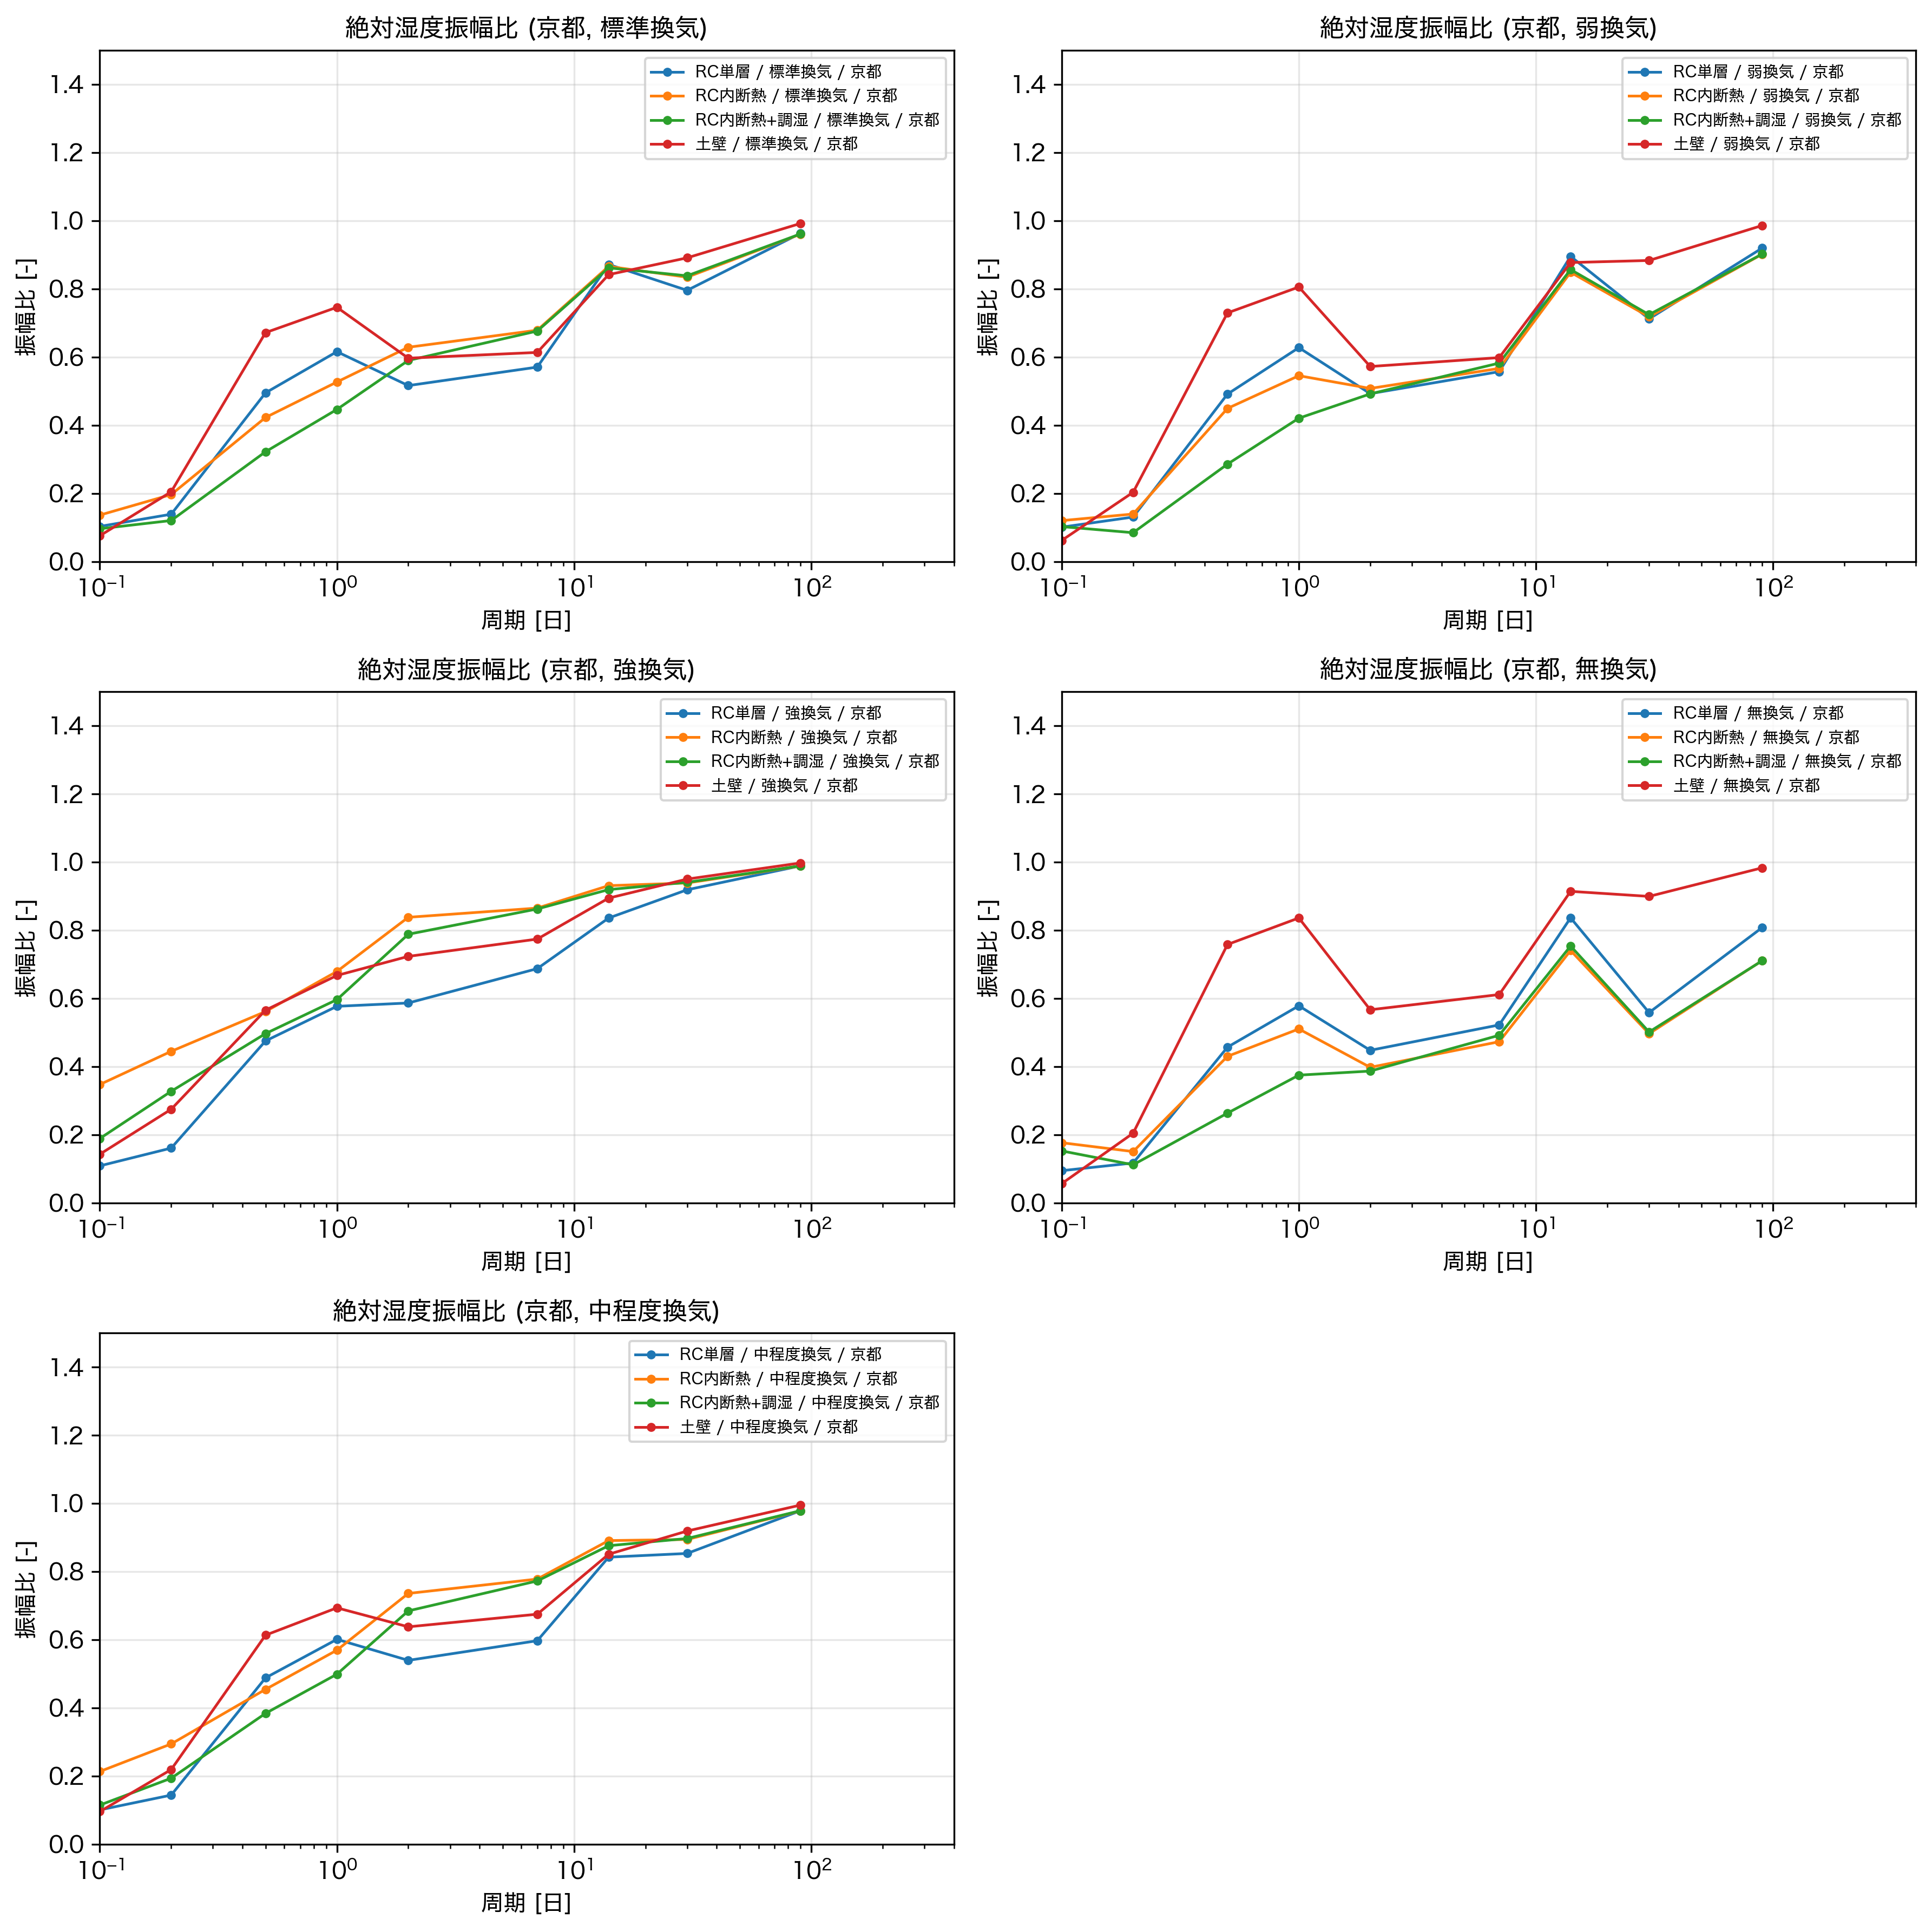 絶対湿度振幅比 (京都, 標準換気)
振幅比 [-]
1.4
1.2
1.0
0.8
0.6
0.4
0.2
0.0
RC単層 / 標準換気 / 京都
RC内断熱 / 標準換気 / 京都
RC内断熱+調湿 / 標準換気 / 京都
土壁 / 標準換気 / 京都
10⁻¹ 10⁰ 10¹ 10²
周期 [日]
絶対湿度振幅比 (京都, 弱換気)
振幅比 [-]
1.4
1.2
1.0
0.8
0.6
0.4
0.2
0.0
RC単層 / 弱換気 / 京都
RC内断熱 / 弱換気 / 京都
RC内断熱+調湿 / 弱換気 / 京都
土壁 / 弱換気 / 京都
10⁻¹ 10⁰ 10¹ 10²
周期 [日]
絶対湿度振幅比 (京都, 強換気)
振幅比 [-]
1.4
1.2
1.0
0.8
0.6
0.4
0.2
0.0
RC単層 / 強換気 / 京都
RC内断熱 / 強換気 / 京都
RC内断熱+調湿 / 強換気 / 京都
土壁 / 強換気 / 京都
10⁻¹ 10⁰ 10¹ 10²
周期 [日]
絶対湿度振幅比 (京都, 無換気)
振幅比 [-]
1.4
1.2
1.0
0.8
0.6
0.4
0.2
0.0
RC単層 / 無換気 / 京都
RC内断熱 / 無換気 / 京都
RC内断熱+調湿 / 無換気 / 京都
土壁 / 無換気 / 京都
10⁻¹ 10⁰ 10¹ 10²
周期 [日]
絶対湿度振幅比 (京都, 中程度換気)
振幅比 [-]
1.4
1.2
1.0
0.8
0.6
0.4
0.2
0.0
RC単層 / 中程度換気 / 京都
RC内断熱 / 中程度換気 / 京都
RC内断熱+調湿 / 中程度換気 / 京都
土壁 / 中程度換気 / 京都
10⁻¹ 10⁰ 10¹ 10²
周期 [日]